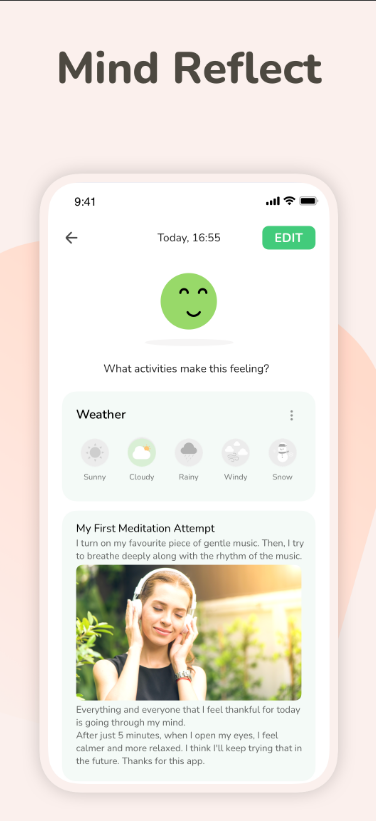 Mind Reflect
9:41
Today, 16:55
EDIT
What activities make this feeling?
Weather
Sunny
Cloudy
Rainy
Windy
Snow
My First Meditation Attempt
I turn on my favourite piece of gentle music. Then, I try
to breathe deeply along with the rhythm of the music.
Everything and everyone that I feel thankful for today
is going through my mind.
After just 5 minutes, when I open my eyes, I feel
calmer and more relaxed. I think I'll keep trying that in
the future. Thanks for this app.